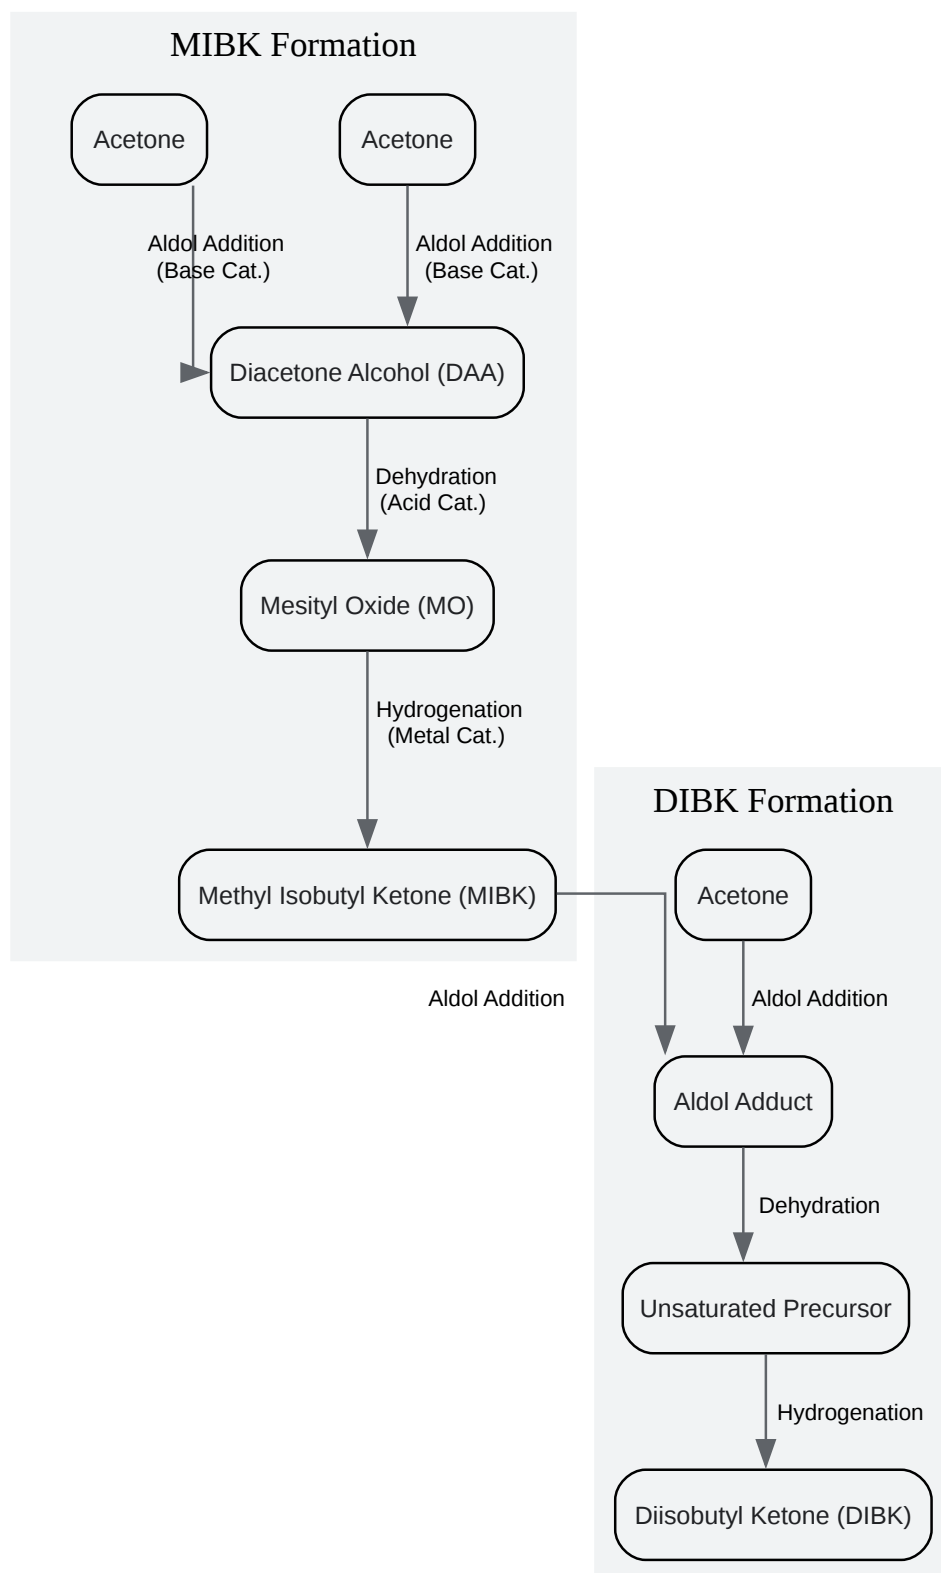 MIBK Formation
Acetone
Acetone
Aldol Addition
(Base Cat.)
Aldol Addition
(Base Cat.)
Diacetone Alcohol (DAA)
Dehydration
(Acid Cat.)
Mesityl Oxide (MO)
Hydrogenation
(Metal Cat.)
Methyl Isobutyl Ketone (MIBK)
DIBK Formation
Acetone
Aldol Addition
Aldol Addition
Aldol Adduct
Dehydration
Unsaturated Precursor
Hydrogenation
Diisobutyl Ketone (DIBK)